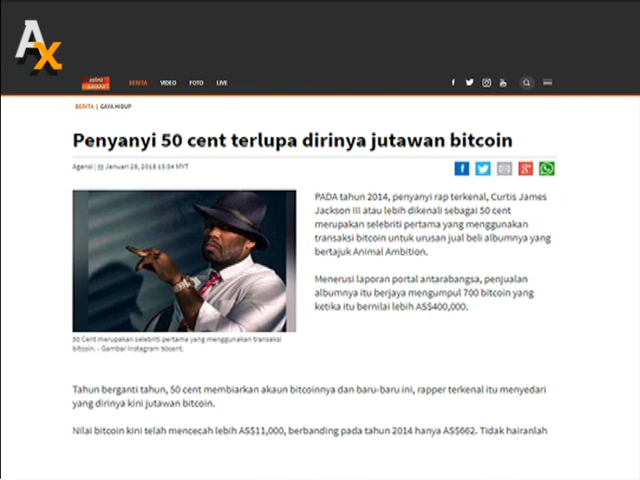 AX
BERITA VIDEO FOTO LIVE
BERITA | GAYA HIDUP
Penyanyi 50 cent terlupa dirinya jutawan bitcoin
Agensi | Januari 25, 2018 MYT
PADA tahun 2014, penyanyi rap terkenal, Curtis James
Jackson III atau lebih dikenali sebagai 50 cent
merupakan selebriti pertama yang menggunakan
transaksi bitcoin untuk urusan jual beli albumnya yang
bertajuk Animal Ambition.
Menerusi laporan portal antarabangsa, penjualan
albumnya itu berjaya mengumpul 700 bitcoin yang
ketika itu bernilai lebih A$$400,000.
50 Cent merupakan selebriti pertama yang menggunakan transaksi
bitcoin. - Gambar Instagram 50cent.
Tahun berganti tahun, 50 cent membiarkan akaun bitcoinnya dan baru-baru ini, rapper terkenal itu menyedari
yang dirinya kini jutawan bitcoin.
Nilai bitcoin kini telah mencecah lebih AS$11,000, berbanding pada tahun 2014 hanya AS$662. Tidak hairanlah